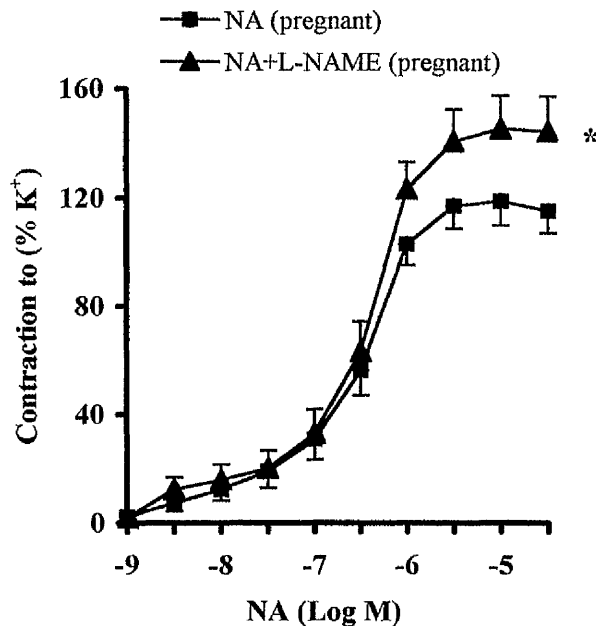 NA (pregnant)
NA+L-NAME (pregnant)
160
120
80
40
0
*
Contraction to (% K⁺)
-9 -8 -7 -6 -5
NA (Log M)